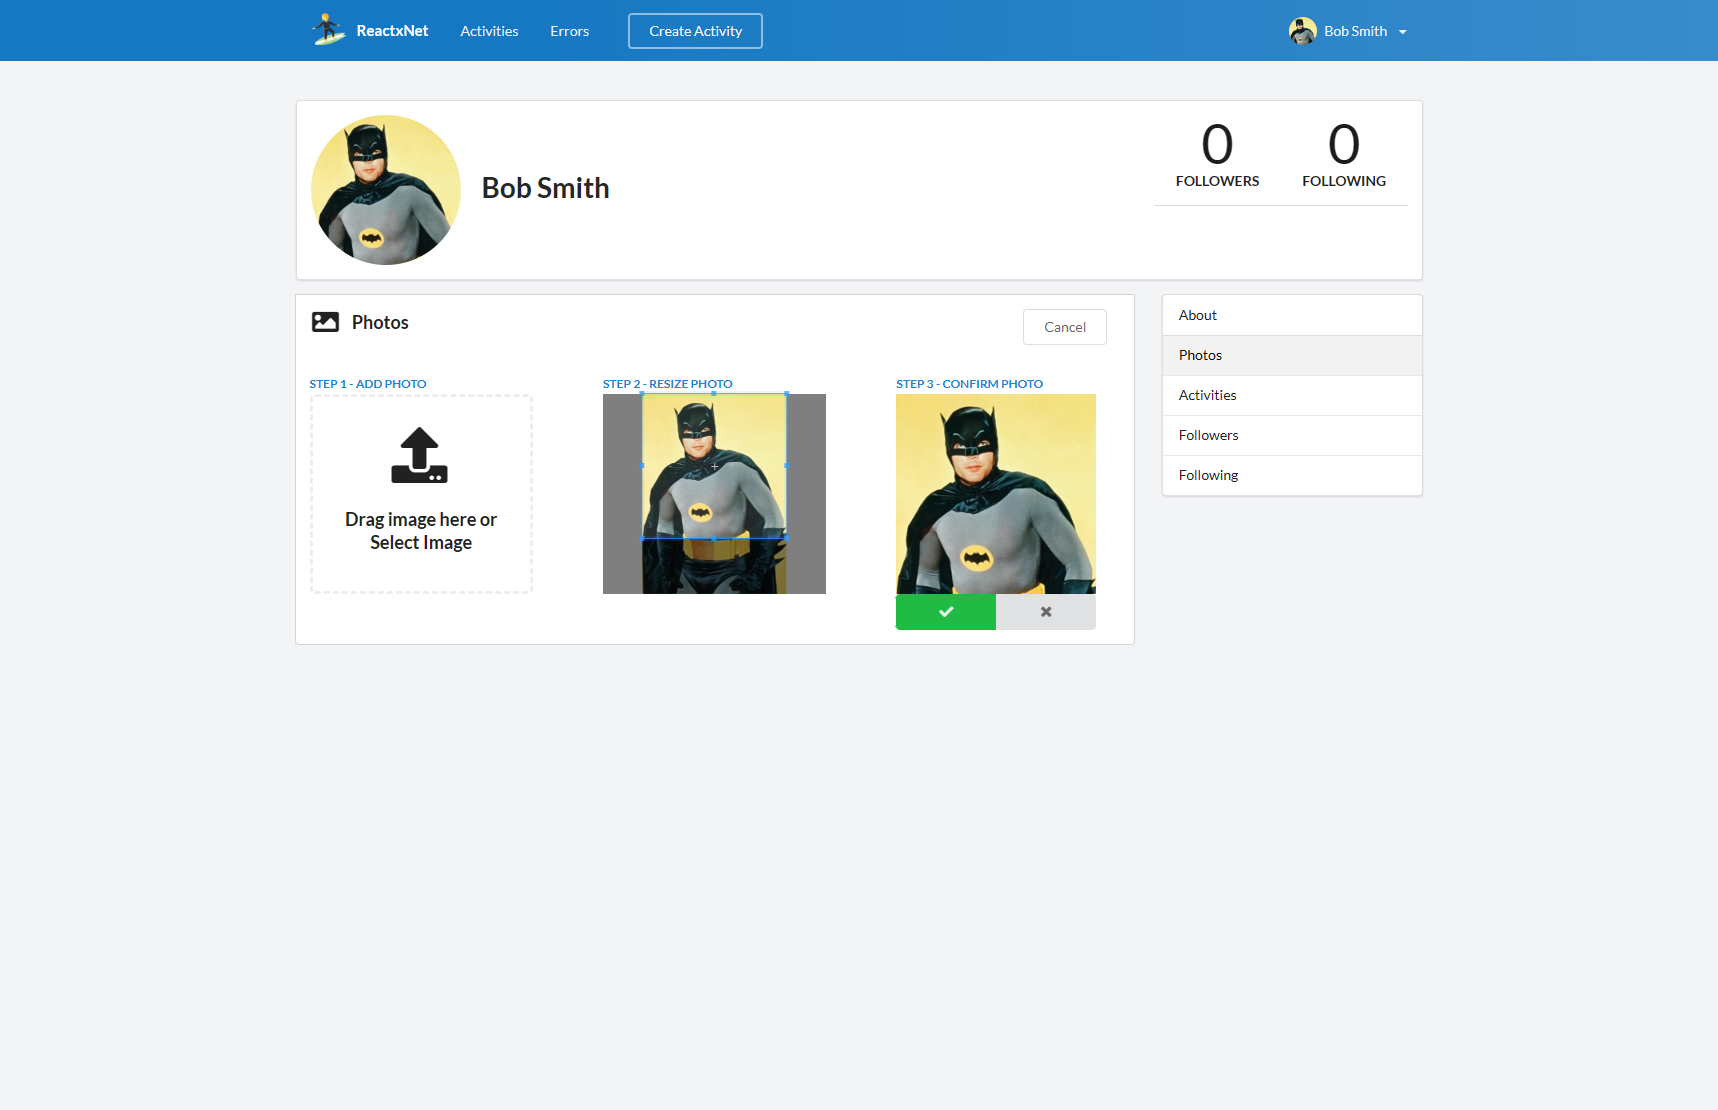 ReactxNet
Activities
Errors
Create Activity
Bob Smith
Bob Smith
0
FOLLOWERS
0
FOLLOWING
Photos
Cancel
STEP 1 - ADD PHOTO
Drag image here or
Select Image
STEP 2 - RESIZE PHOTO
STEP 3 - CONFIRM PHOTO
About
Photos
Activities
Followers
Following